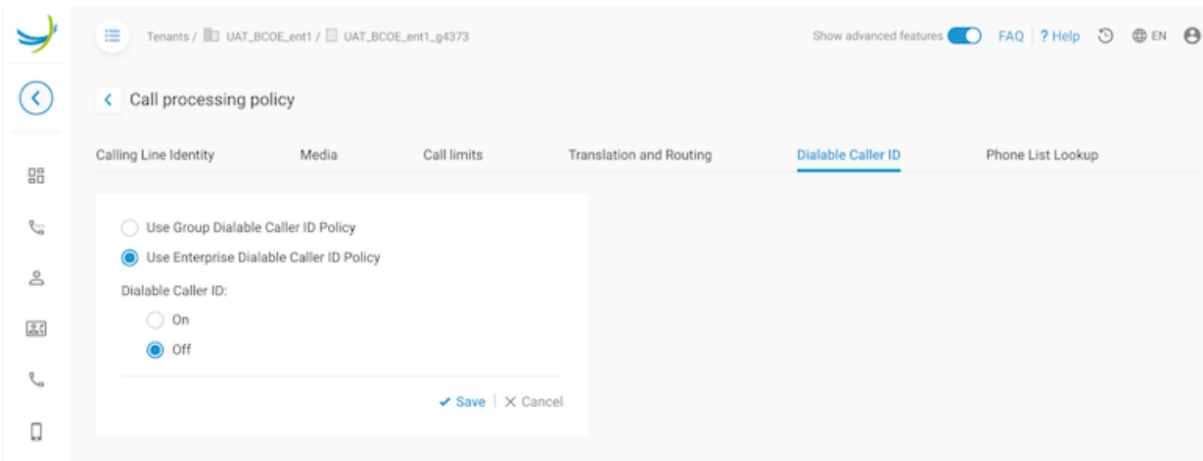 Tenants / UAT_BCOE_ent1 / UAT_BCOE_ent1_g4373
Show advanced features FAQ ? Help EN
Call processing policy
Calling Line Identity Media Call limits Translation and Routing Dialable Caller ID Phone List Lookup
Use Group Dialable Caller ID Policy
Use Enterprise Dialable Caller ID Policy
Dialable Caller ID:
On
Off
Save Cancel